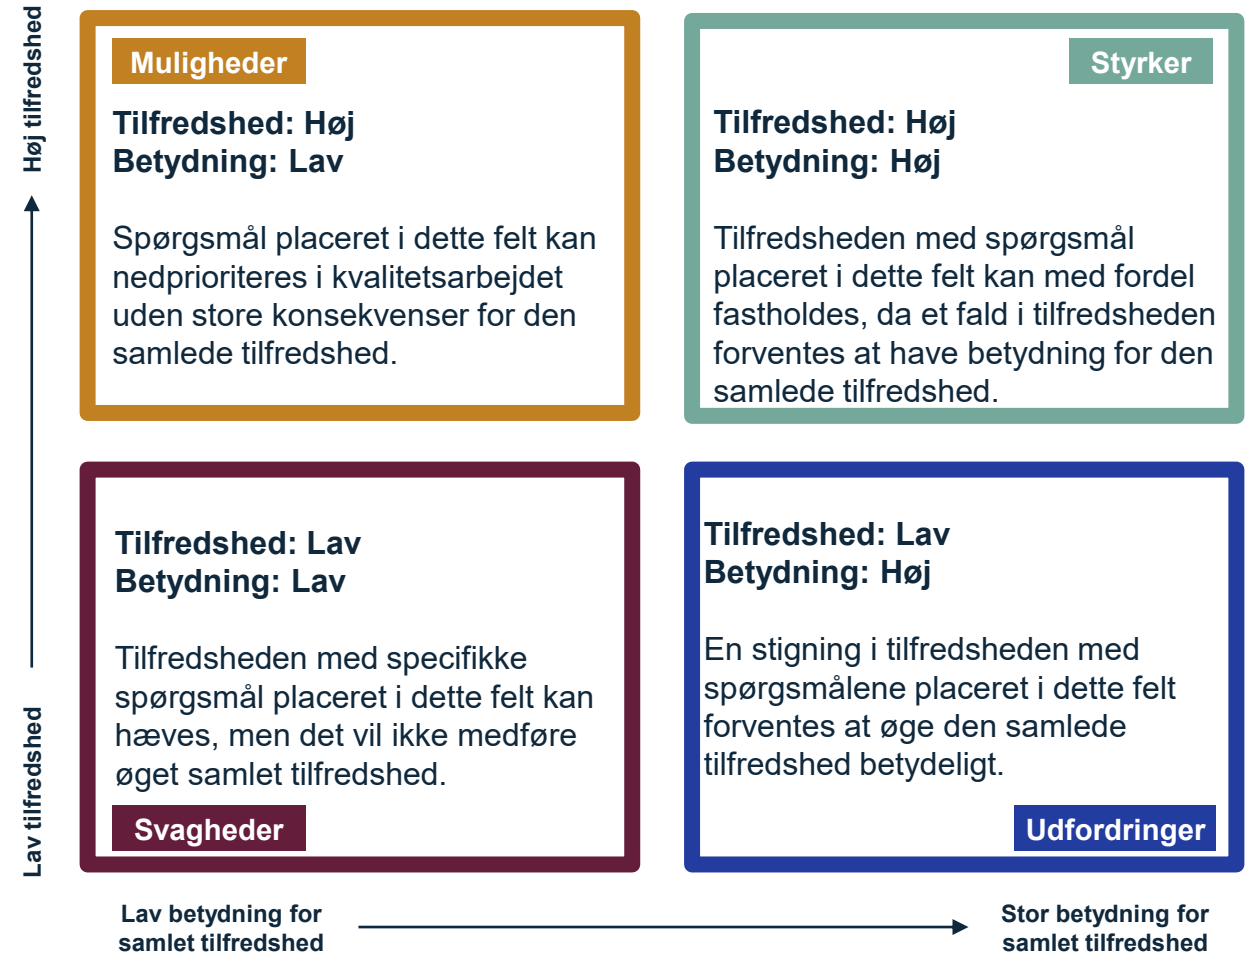 Høj tilfredshed
Lav tilfredshed
Muligheder
Tilfredshed: Høj
Betydning: Lav
Spørgsmål placeret i dette felt kan
nedprioriteres i kvalitetsarbejdet
uden store konsekvenser for den
samlede tilfredshed.
Styrker
Tilfredshed: Høj
Betydning: Høj
Tilfredsheden med spørgsmål
placeret i dette felt kan med fordel
fastholdes, da et fald i tilfredsheden
forventes at have betydning for den
samlede tilfredshed.
Tilfredshed: Lav
Betydning: Lav
Tilfredsheden med specifikke
spørgsmål placeret i dette felt kan
hæves, men det vil ikke medføre
øget samlet tilfredshed.
Svagheder
Tilfredshed: Lav
Betydning: Høj
En stigning i tilfredsheden med
spørgsmålene placeret i dette felt
forventes at øge den samlede
tilfredshed betydeligt.
Udfordringer
Lav betydning for
samlet tilfredshed
Stor betydning for
samlet tilfredshed